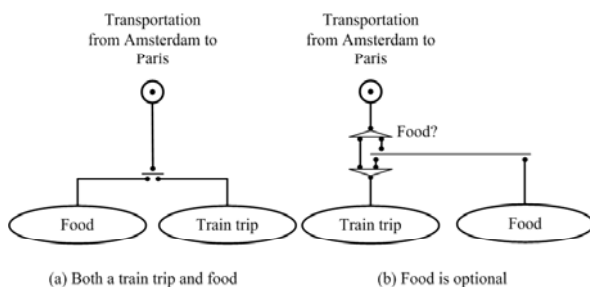 Transportation
from Amsterdam to
Paris
Food
Train trip
(a) Both a train trip and food
Transportation
from Amsterdam to
Paris
Food?
Train trip
Food
(b) Food is optional